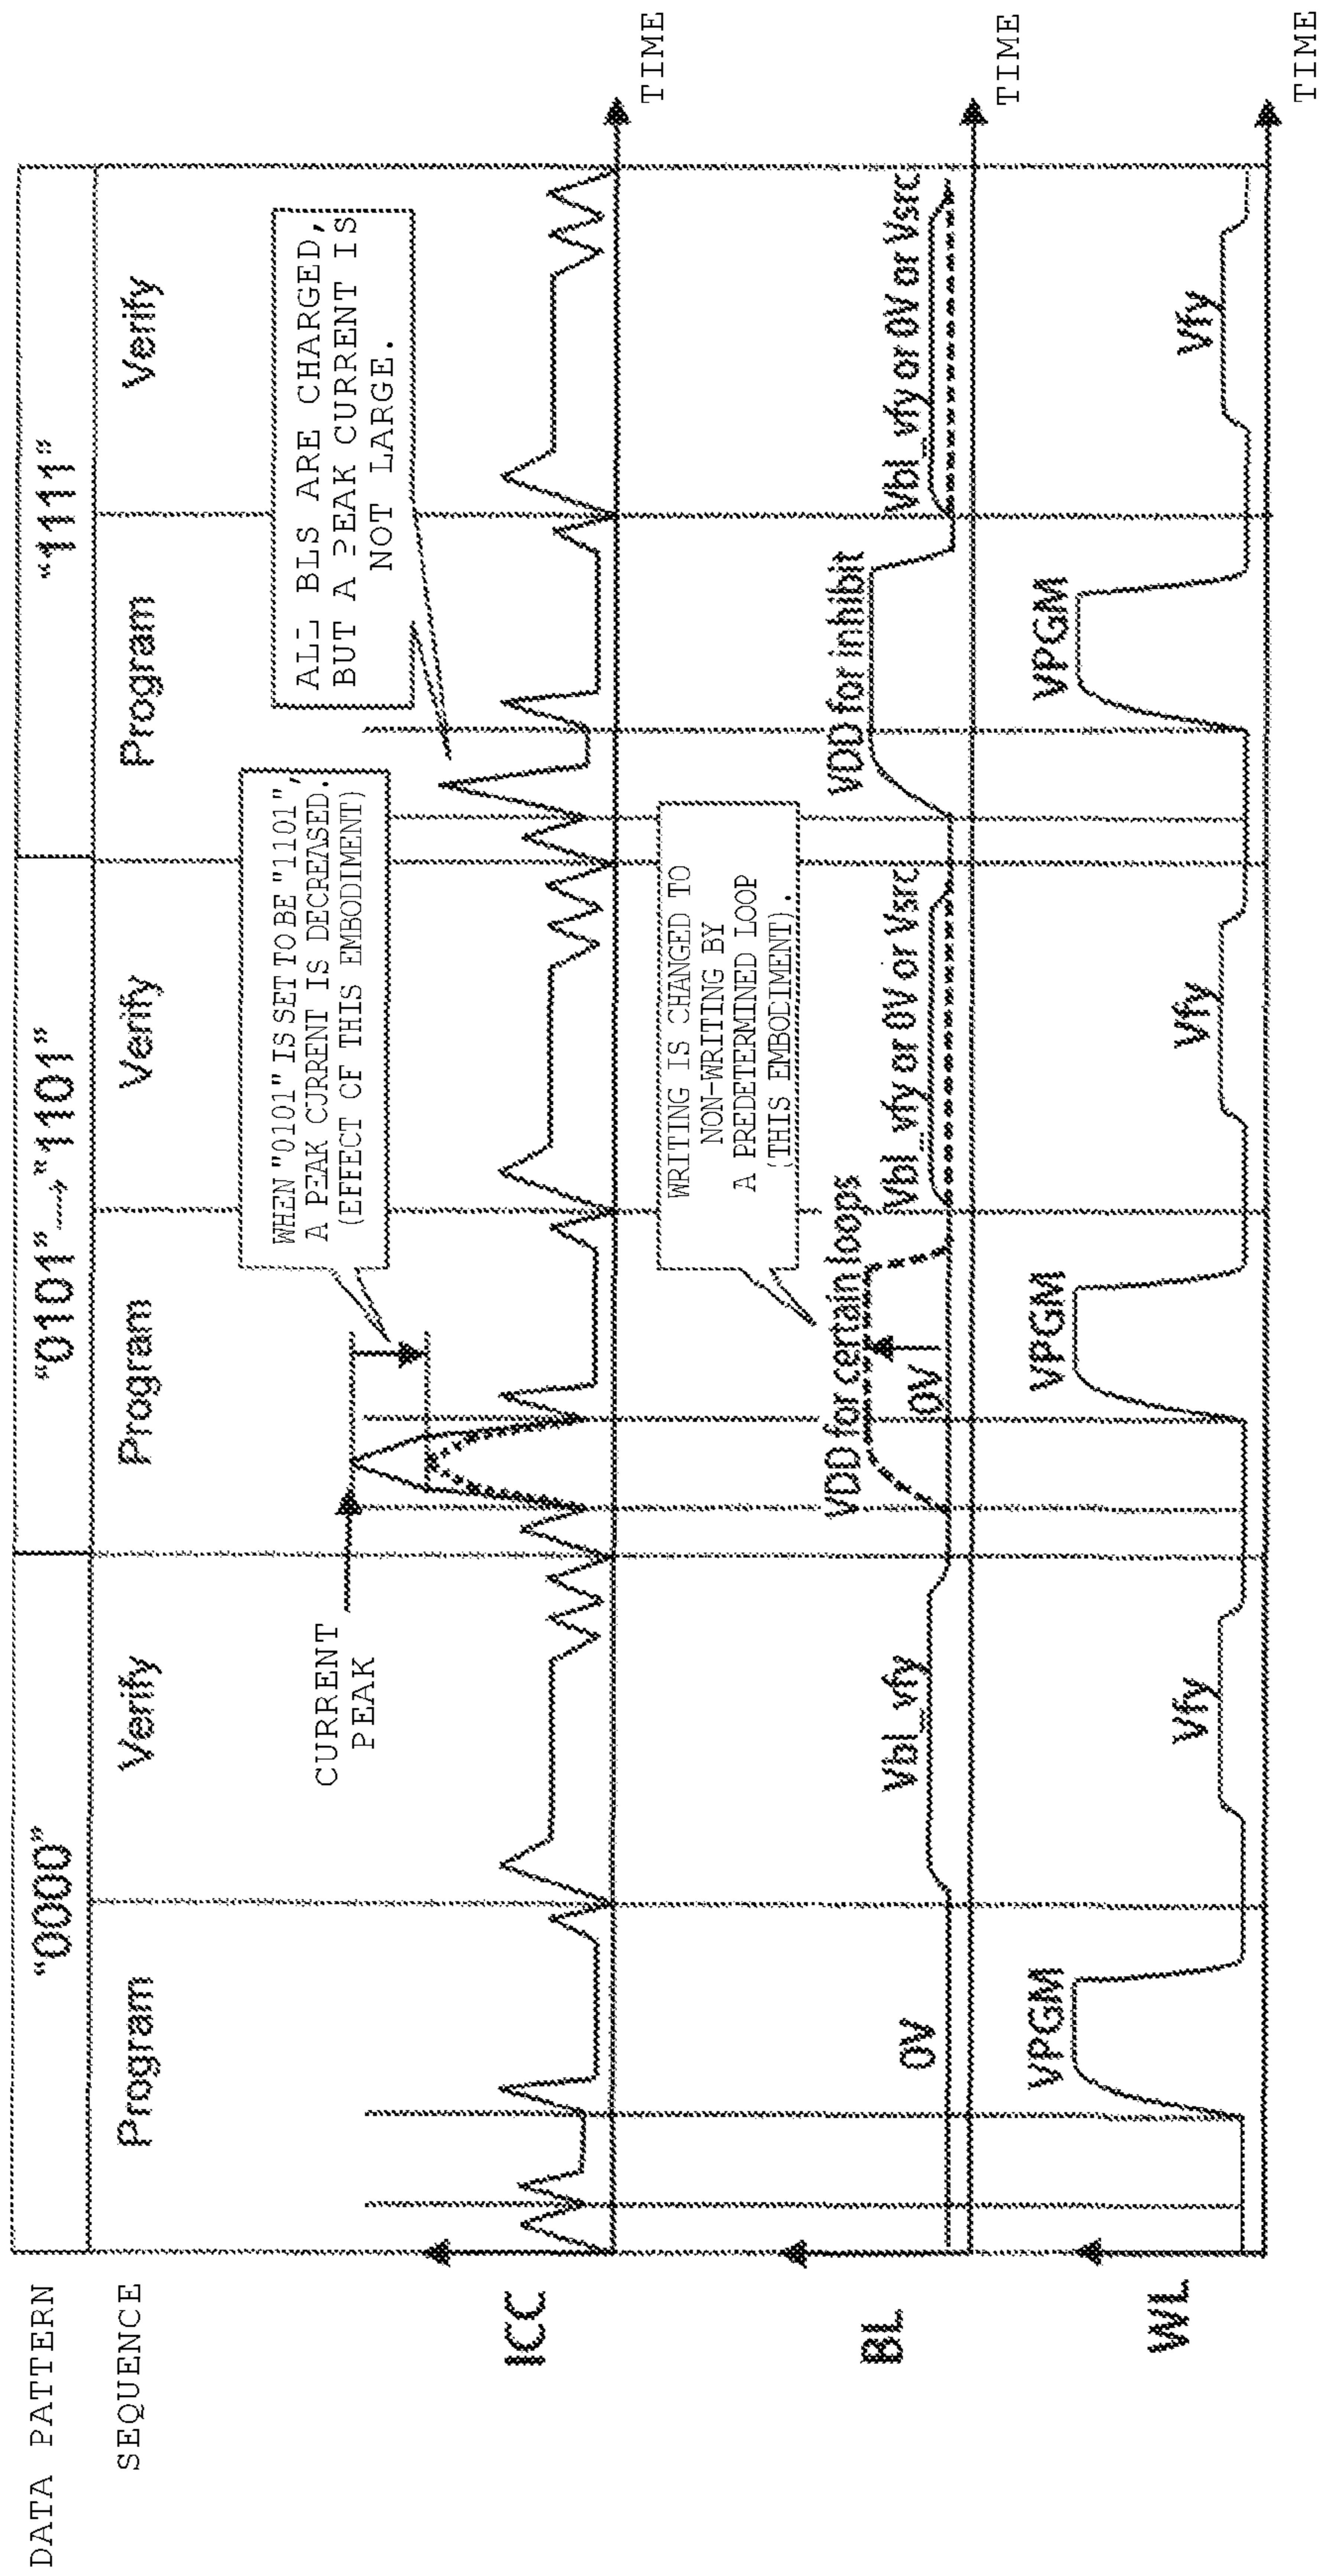 DATA PATTERN
"0000"
"0101"→"1101"
"1111"
SEQUENCE
Program
Verify
Program
Verify
Program
Verify
CURRENT
PEAK
WHEN "0101" IS SET TO BE "1101",
A PEAK CURRENT IS DECREASED.
(EFFECT CF THIS EMBODIMENT)
ALL BLS ARE CHARGED,
BUT A PEAK CURRENT IS
NOT LARGE.
ICC
TIME
WRITING IS CHANGED TO
NON-WRITING BY
A PREDETERMINED LOOP
(THIS EMBODIMENT).
BL
0V
Vbl_vfy
VDD for certain loops
0V
Vbl_vfy or 0V or Vsrc
VDD for inhibit
Vbl_vfy or 0V or Vsrc
TIME
WL
VPGM
Vfy
VPGM
Vfy
VPGM
Vfy
TIME